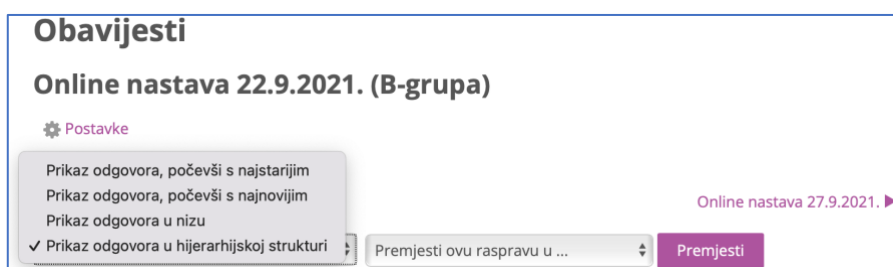 Obavijesti
Online nastava 22.9.2021. (B-grupa)
Postavke
Prikaz odgovora, počevši s najstarijim
Prikaz odgovora, počevši s najnovijim
Prikaz odgovora u nizu
✓ Prikaz odgovora u hijerarhijskoj strukturi
Online nastava 27.9.2021. ▶
Premjesti ovu raspravu u ...
Premjesti